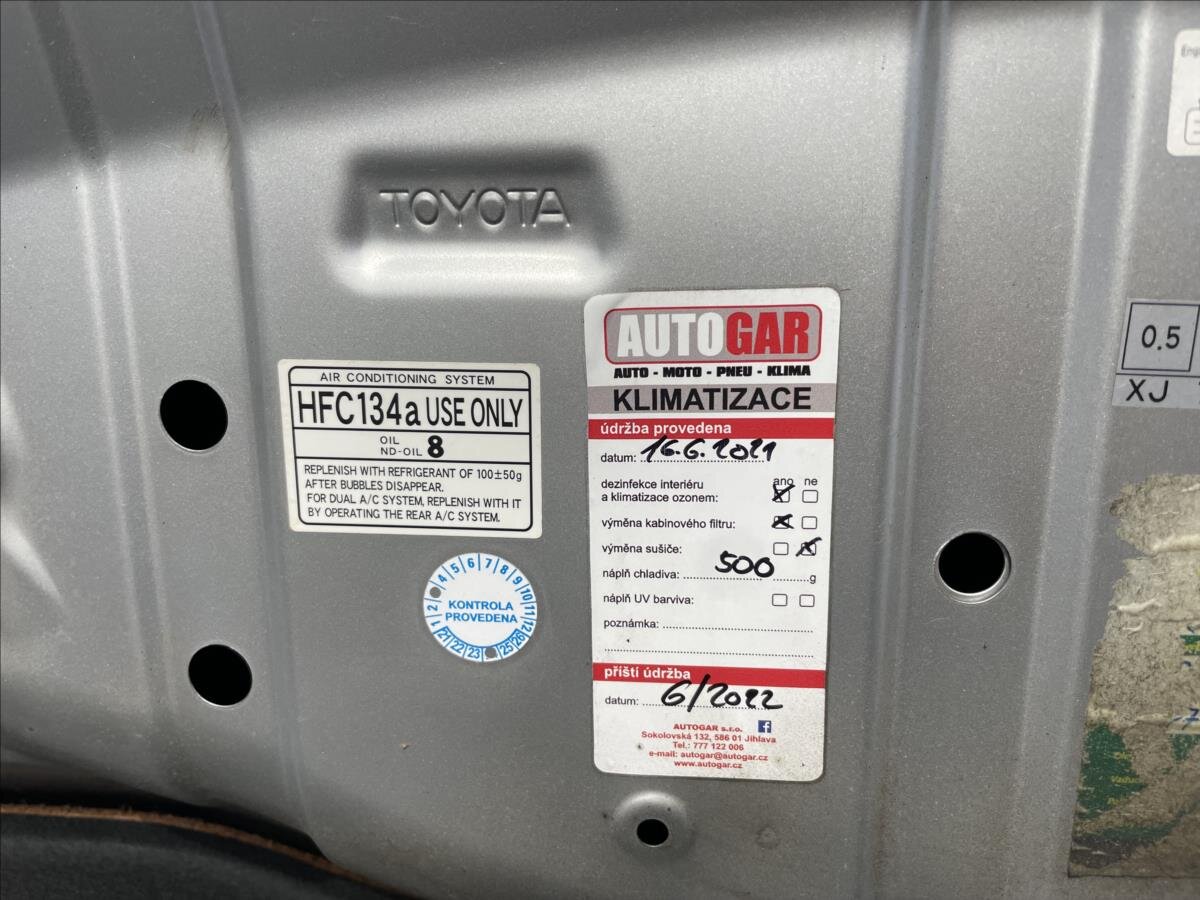 TOYOTA
AIR CONDITIONING SYSTEM
HFC134a USE ONLY
OIL
ND-OIL 8
REPLENISH WITH REFRIGERANT OF 100±50g
AFTER BUBBLES DISAPPEAR.
FOR DUAL A/C SYSTEM, REPLENISH WITH IT
BY OPERATING THE REAR A/C SYSTEM.
1 2 4 5 6 7 8 9 10 11 12
KONTROLA
PROVEDENA
21 22 23 25 26
AUTOGAR
AUTO - MOTO - PNEU - KLIMA
KLIMATIZACE
údržba provedena
datum: 16.6.2021
ano ne
dezinfekce interiéru
a klimatizace ozonem:
výměna kabinového filtru:
výměna sušiče:
náplň chladiva: 500 g
náplň UV barviva:
poznámka:
příští údržba
datum: 6/2022
AUTOGAR s.r.o.
Sokolovská 132, 586 01 Jihlava
Tel.: 777 122 006
e-mail: autogar@autogar.cz
www.autogar.cz
0.5
XJ